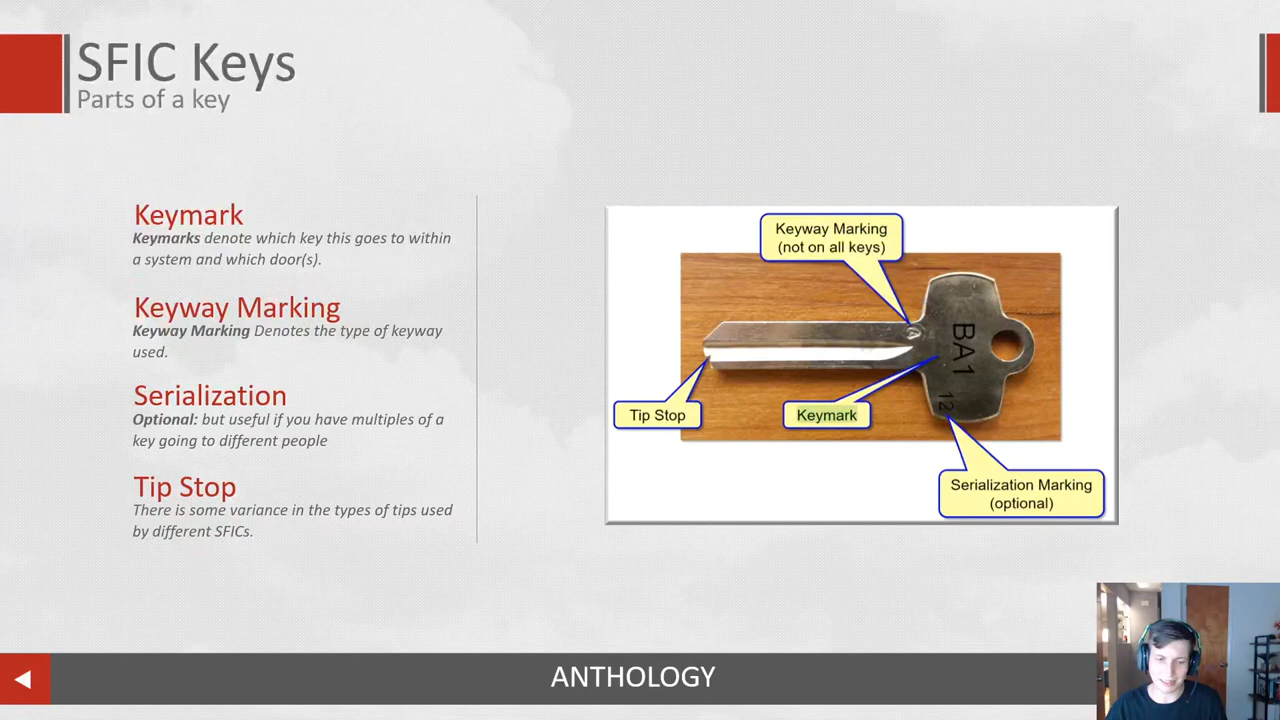 SFIC Keys
Parts of a key
Keymark
Keymarks denote which key this goes to within
a system and which door(s).
Keyway Marking
Keyway Marking Denotes the type of keyway
used.
Serialization
Optional: but useful if you have multiples of a
key going to different people
Tip Stop
There is some variance in the types of tips used
by different SFICs.
Keyway Marking
(not on all keys)
A
BA1
12
Tip Stop
Keymark
Serialization Marking
(optional)
ANTHOLOGY